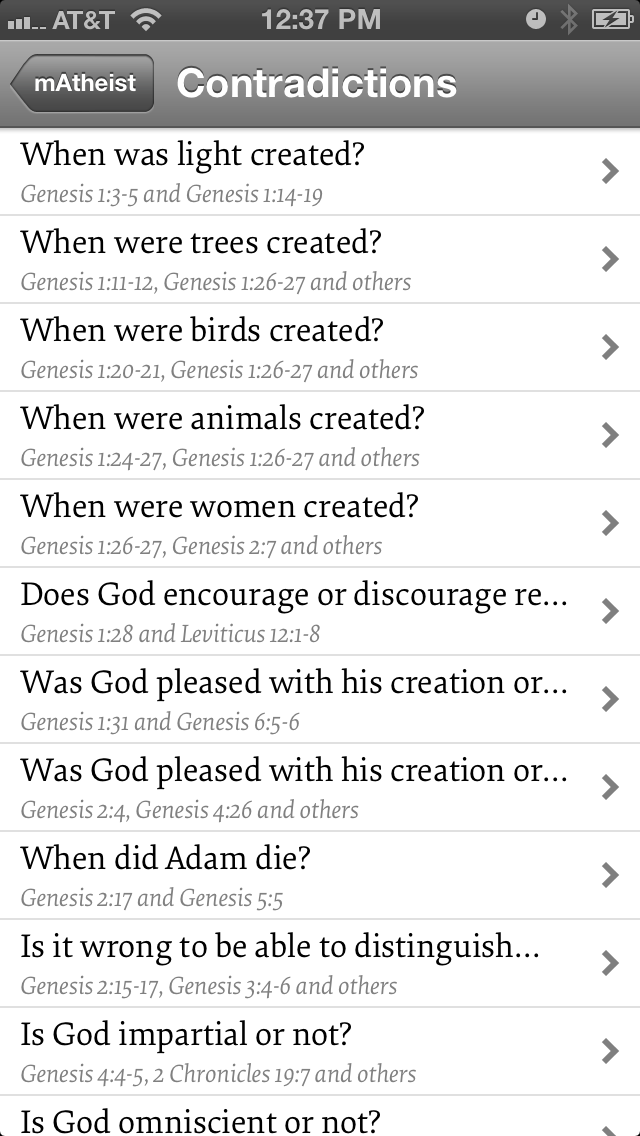 AT&T 12:37 PM
mAtheist Contradictions
When was light created?
Genesis 1:3-5 and Genesis 1:14-19
When were trees created?
Genesis 1:11-12, Genesis 1:26-27 and others
When were birds created?
Genesis 1:20-21, Genesis 1:26-27 and others
When were animals created?
Genesis 1:24-27, Genesis 1:26-27 and others
When were women created?
Genesis 1:26-27, Genesis 2:7 and others
Does God encourage or discourage re...
Genesis 1:28 and Leviticus 12:1-8
Was God pleased with his creation or...
Genesis 1:31 and Genesis 6:5-6
Was God pleased with his creation or...
Genesis 2:4, Genesis 4:26 and others
When did Adam die?
Genesis 2:17 and Genesis 5:5
Is it wrong to be able to distinguish...
Genesis 2:15-17, Genesis 3:4-6 and others
Is God impartial or not?
Genesis 4:4-5, 2 Chronicles 19:7 and others
Is God omniscient or not?